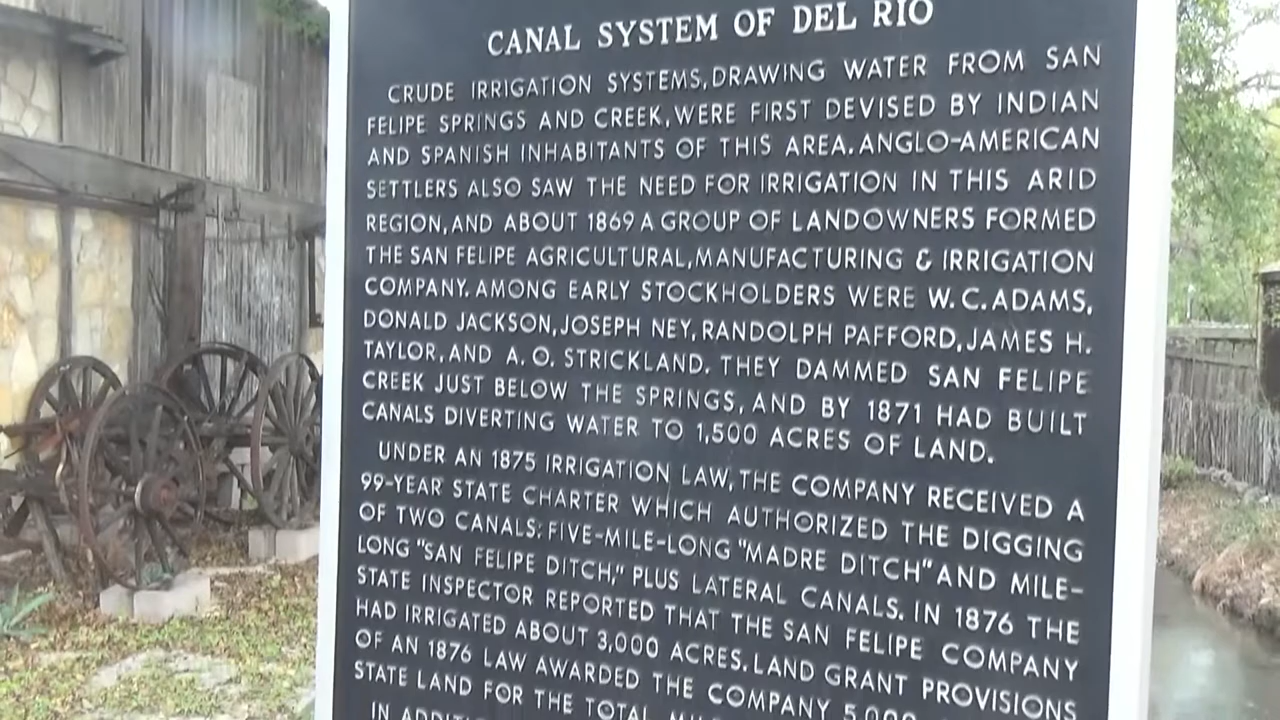 CANAL SYSTEM OF DEL RIO
CRUDE IRRIGATION SYSTEMS, DRAWING WATER FROM SAN
FELIPE SPRINGS AND CREEK, WERE FIRST DEVISED BY INDIAN
AND SPANISH INHABITANTS OF THIS AREA. ANGLO-AMERICAN
SETTLERS ALSO SAW THE NEED FOR IRRIGATION IN THIS ARID
REGION, AND ABOUT 1869 A GROUP OF LANDOWNERS FORMED
THE SAN FELIPE AGRICULTURAL, MANUFACTURING & IRRIGATION
COMPANY. AMONG EARLY STOCKHOLDERS WERE W. C. ADAMS,
DONALD JACKSON, JOSEPH NEY, RANDOLPH PAFFORD, JAMES H.
TAYLOR, AND A. O. STRICKLAND. THEY DAMMED SAN FELIPE
CREEK JUST BELOW THE SPRINGS, AND BY 1871 HAD BUILT
CANALS DIVERTING WATER TO 1,500 ACRES OF LAND.
UNDER AN 1875 IRRIGATION LAW, THE COMPANY RECEIVED A
99-YEAR STATE CHARTER WHICH AUTHORIZED THE DIGGING
OF TWO CANALS: FIVE-MILE-LONG "MADRE DITCH" AND MILE-
LONG "SAN FELIPE DITCH," PLUS LATERAL CANALS. IN 1876 THE
STATE INSPECTOR REPORTED THAT THE SAN FELIPE COMPANY
HAD IRRIGATED ABOUT 3,000 ACRES. LAND GRANT PROVISIONS
OF AN 1876 LAW AWARDED THE COMPANY 5,000
STATE LAND FOR THE TOTAL
IN